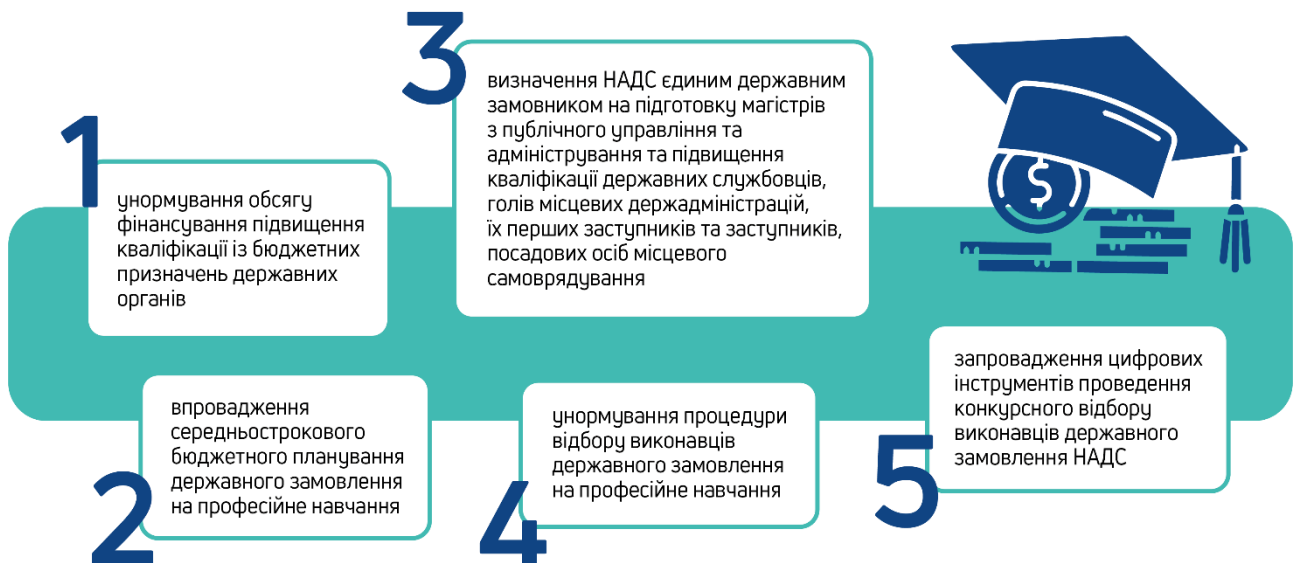 1
унормування обсягу
фінансування підвищення
кваліфікації із бюджетних
призначень державних
органів
2
впровадження
середньострокового
бюджетного планування
державного замовлення
на професійне навчання
3
визначення НАДС єдиним державним
замовником на підготовку магістрів
з публічного управління та
адміністрування та підвищення
кваліфікації державних службовців,
голів місцевих держадміністрацій,
їх перших заступників та заступників,
посадових осіб місцевого
самоврядування
4
унормування процедури
відбору виконавців
державного замовлення
на професійне навчання
5
запровадження цифрових
інструментів проведення
конкурсного відбору
виконавців державного
замовлення НАДС
$